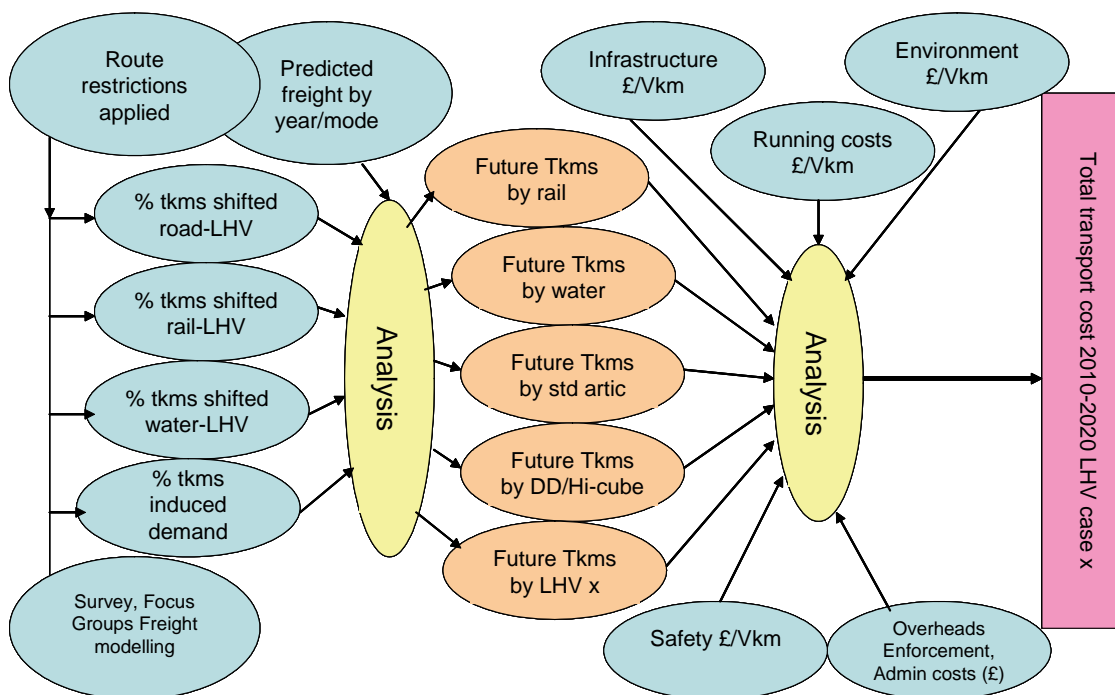 Route
restrictions
applied
Predicted
freight by
year/mode
Infrastructure
£/Vkm
Environment
£/Vkm
Running costs
£/Vkm
% tkms shifted
road-LHV
% tkms shifted
rail-LHV
% tkms shifted
water-LHV
% tkms
induced
demand
Survey, Focus
Groups Freight
modelling
Analysis
Future Tkms
by rail
Future Tkms
by water
Future Tkms
by std artic
Future Tkms
by DD/Hi-cube
Future Tkms
by LHV x
Analysis
Safety £/Vkm
Overheads
Enforcement,
Admin costs (£)
Total transport cost 2010-2020 LHV case x